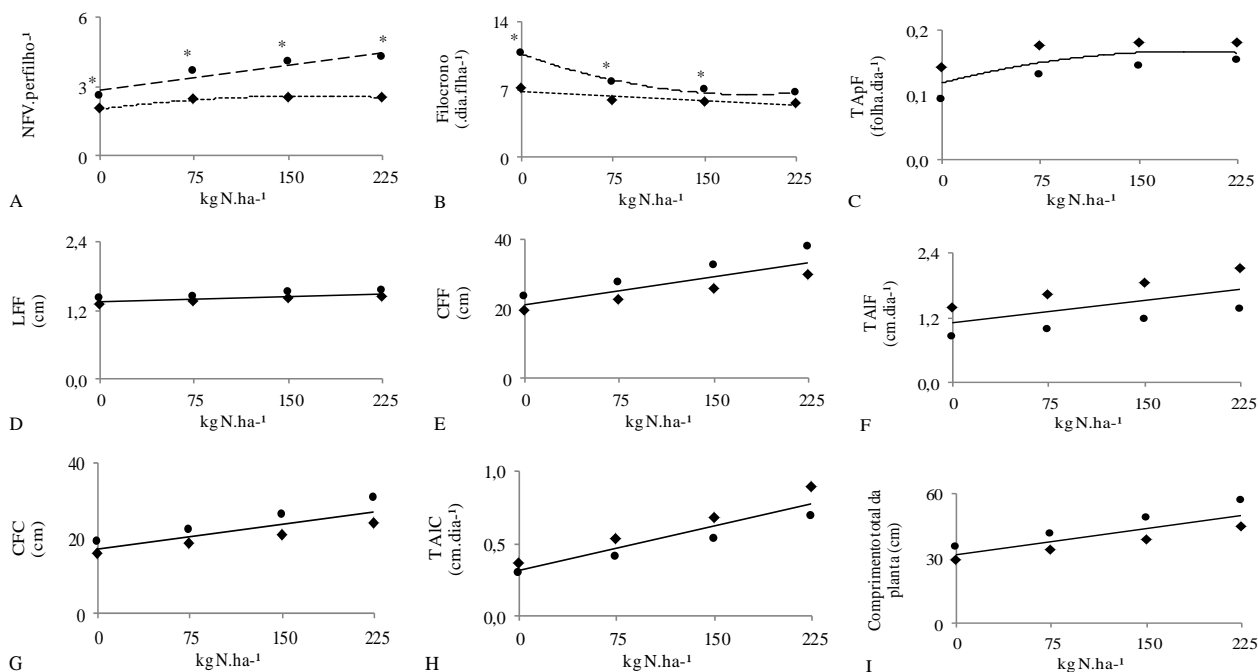 NFV.perfilho-¹
6
3
0
*
*
*
*
0 75 150 225
kg N.ha-¹
A
Filocrono
(.dia.flha-¹)
14
7
0
*
*
*
0 75 150 225
kg N.ha-¹
B
TApF
(folha.dia-¹)
0,2
0,1
0,0
0 75 150 225
kg N.ha-¹
C
LFF
(cm)
2,4
1,2
0,0
0 75 150 225
kg N.ha-¹
D
CFF
(cm)
40
20
0
0 75 150 225
kg N.ha-¹
E
TAlF
(cm.dia-¹)
2,4
1,2
0,0
0 75 150 225
kg N.ha-¹
F
CFC
(cm)
40
20
0
0 75 150 225
kg N.ha-¹
G
TAlC
(cm.dia-¹)
1,0
0,5
0,0
0 75 150 225
kg N.ha-¹
H
Comprimento total da
planta (cm)
60
30
0
0 75 150 225
kg N.ha-¹
I